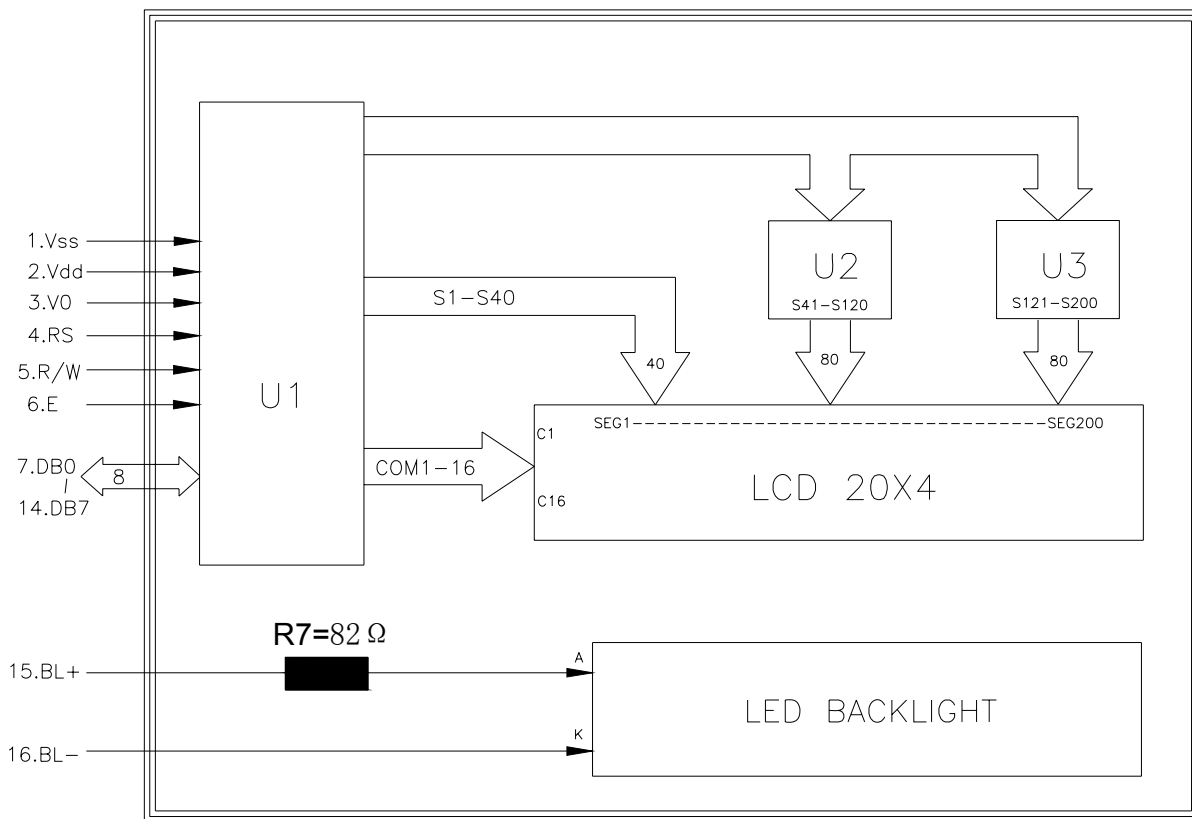 1.Vss
2.Vdd
3.V0
4.RS
5.R/W
6.E
7.DB0
14.DB7
8
U1
S1-S40
40
COM1-16
U2
S41-S120
80
U3
S121-S200
80
SEG1--------------------------------SEG200
C1
C16
LCD 20X4
R7=82Ω
15.BL+
A
LED BACKLIGHT
16.BL-
K